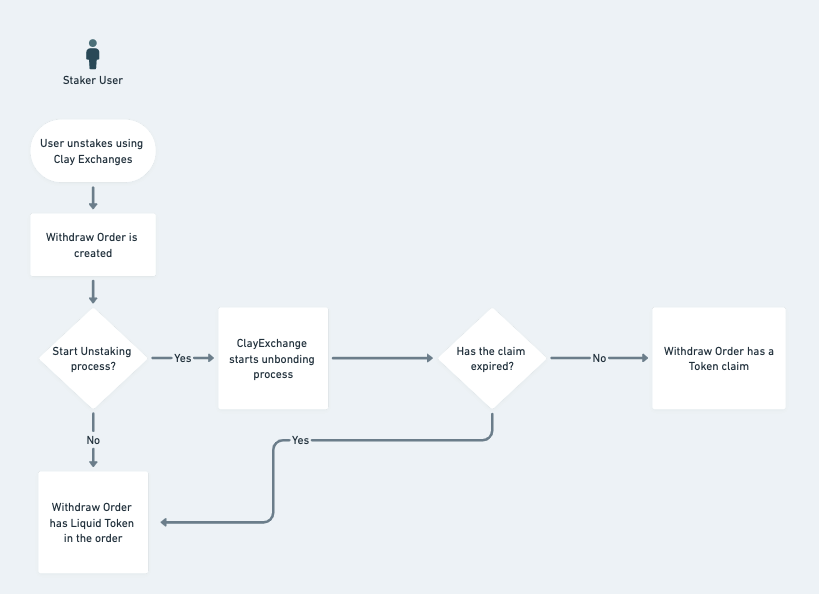 Staker User
User unstakes using
Clay Exchanges
Withdraw Order is
created
Start Unstaking
process?
Yes
ClayExchange
starts unbonding
process
Has the claim
expired?
No
Withdraw Order has a
Token claim
No
Yes
Withdraw Order
has Liquid Token
in the order